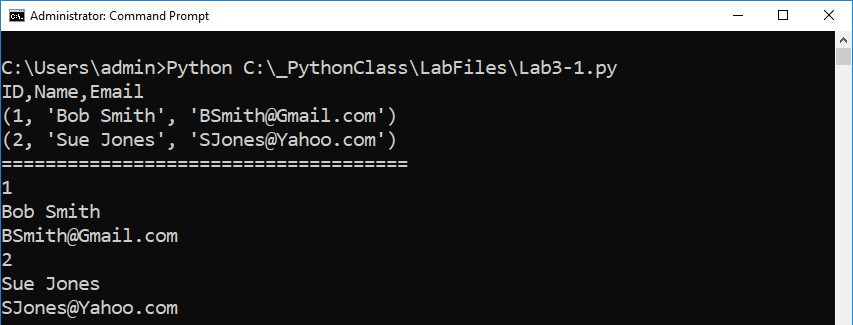 Administrator: Command Prompt
C:\Users\admin>Python C:\_PythonClass\LabFiles\Lab3-1.py
ID,Name,Email
(1, 'Bob Smith', 'BSmith@Gmail.com')
(2, 'Sue Jones', 'SJones@Yahoo.com')
=====================================
1
Bob Smith
BSmith@Gmail.com
2
Sue Jones
SJones@Yahoo.com